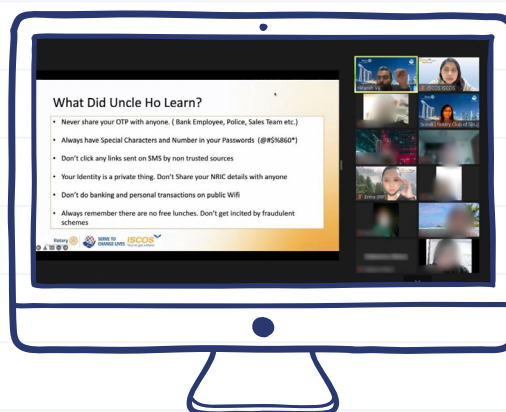 What Did Uncle Ho Learn?
• Never share your OTP with anyone. ( Bank Employee, Police, Sales Team etc.)
• Always have Special Characters and Number in your Passwords (@#$%860*)
• Don't click any links sent on SMS by non trusted sources
• Your Identity is a private thing. Don't Share your NRIC details with anyone
• Don't do banking and personal transactions on public Wifi
• Always remember there are no free lunches. Don't get incited by fraudulent
schemes
Rotary
SERVE TO
CHANGE LIVES
ISCOS
ISCOS ISCOS